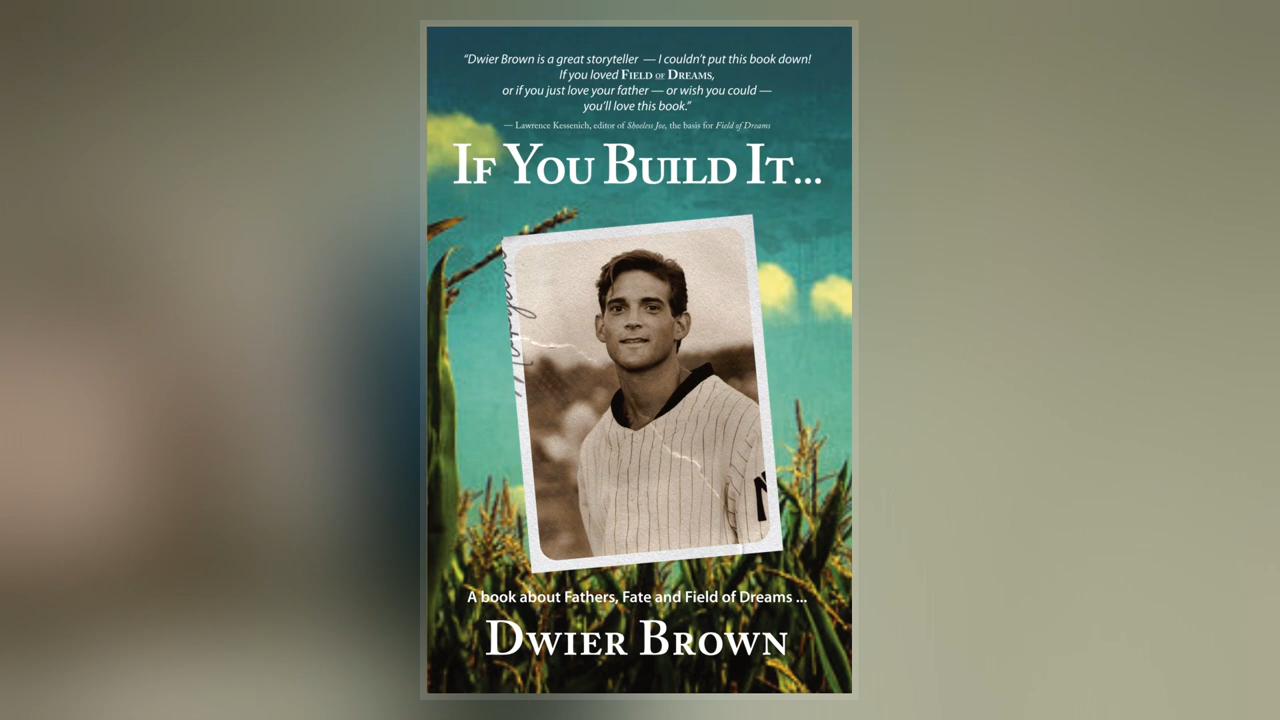 “Dwier Brown is a great storyteller — I couldn’t put this book down!
If you loved FIELD OF DREAMS,
or if you just love your father — or wish you could —
you’ll love this book.”
— Lawrence Kessenich, editor of Shoeless Joe, the basis for Field of Dreams
IF YOU BUILD IT...
N
A book about Fathers, Fate and Field of Dreams ...
DWIER BROWN